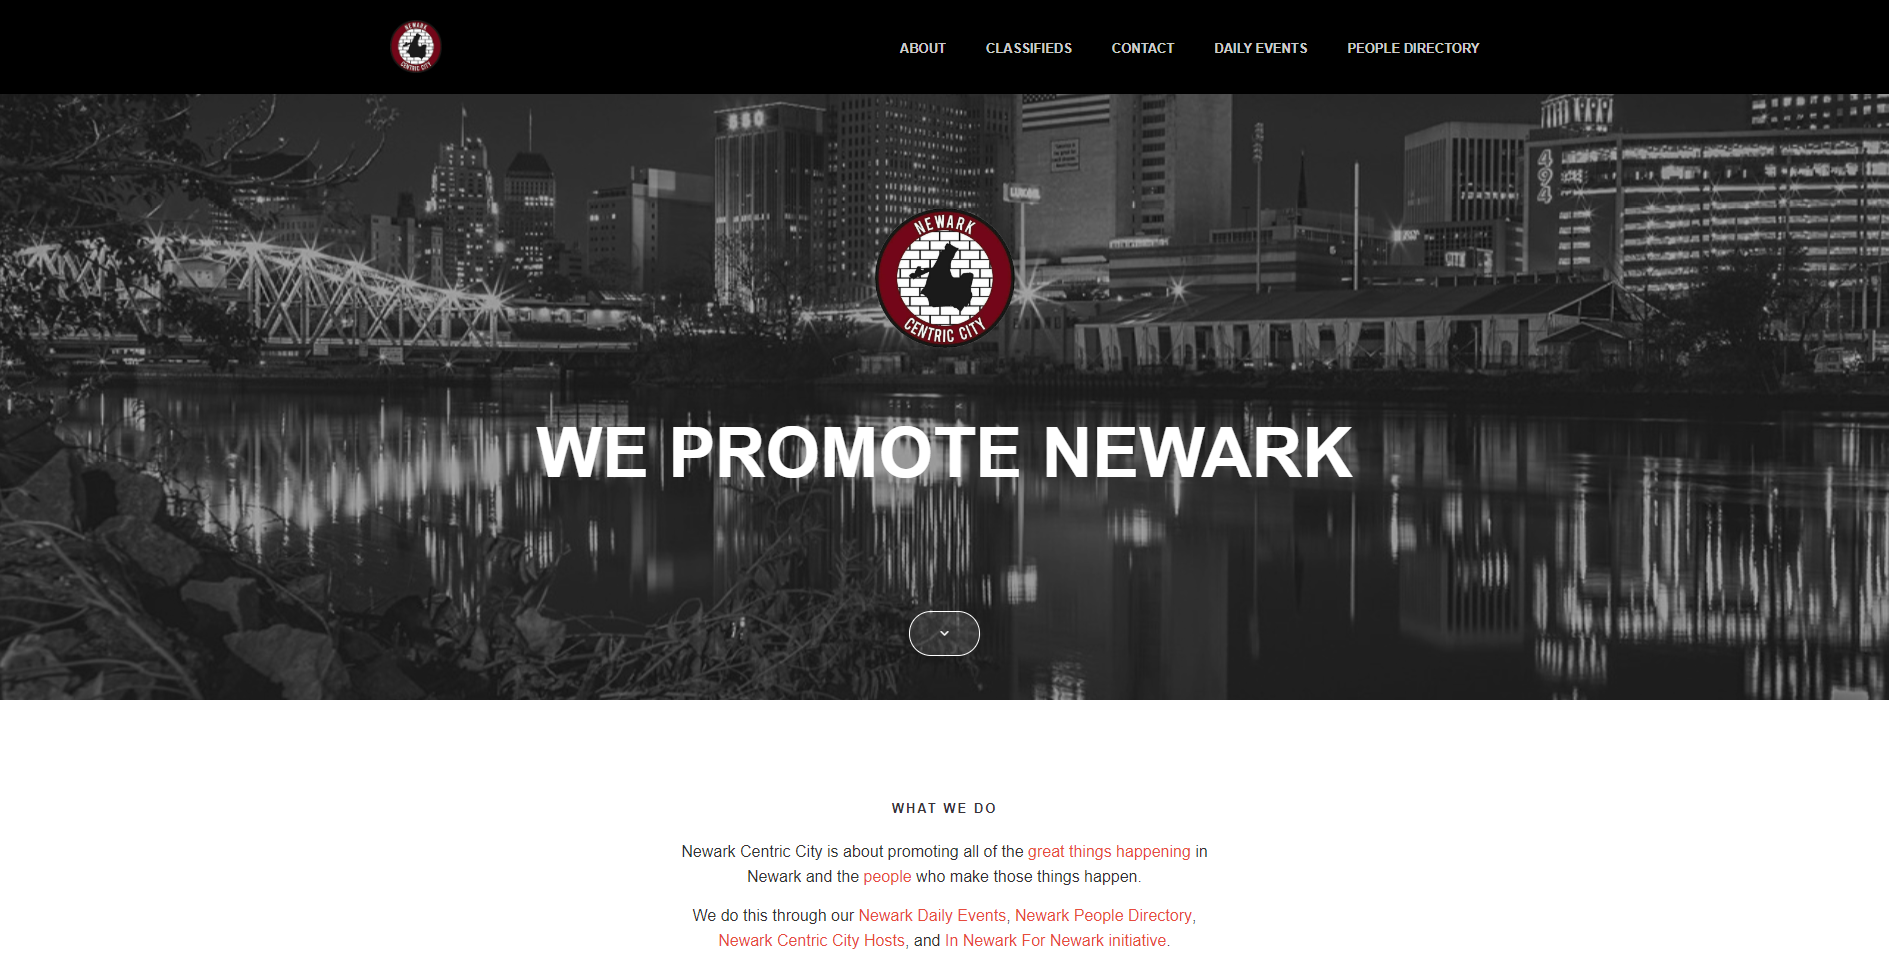 NEWARK
CENTRIC CITY
ABOUT
CLASSIFIEDS
CONTACT
DAILY EVENTS
PEOPLE DIRECTORY
550
494
NEWARK
CENTRIC CITY
WE PROMOTE NEWARK
WHAT WE DO
Newark Centric City is about promoting all of the great things happening in
Newark and the people who make those things happen.
We do this through our Newark Daily Events, Newark People Directory,
Newark Centric City Hosts, and In Newark For Newark initiative.